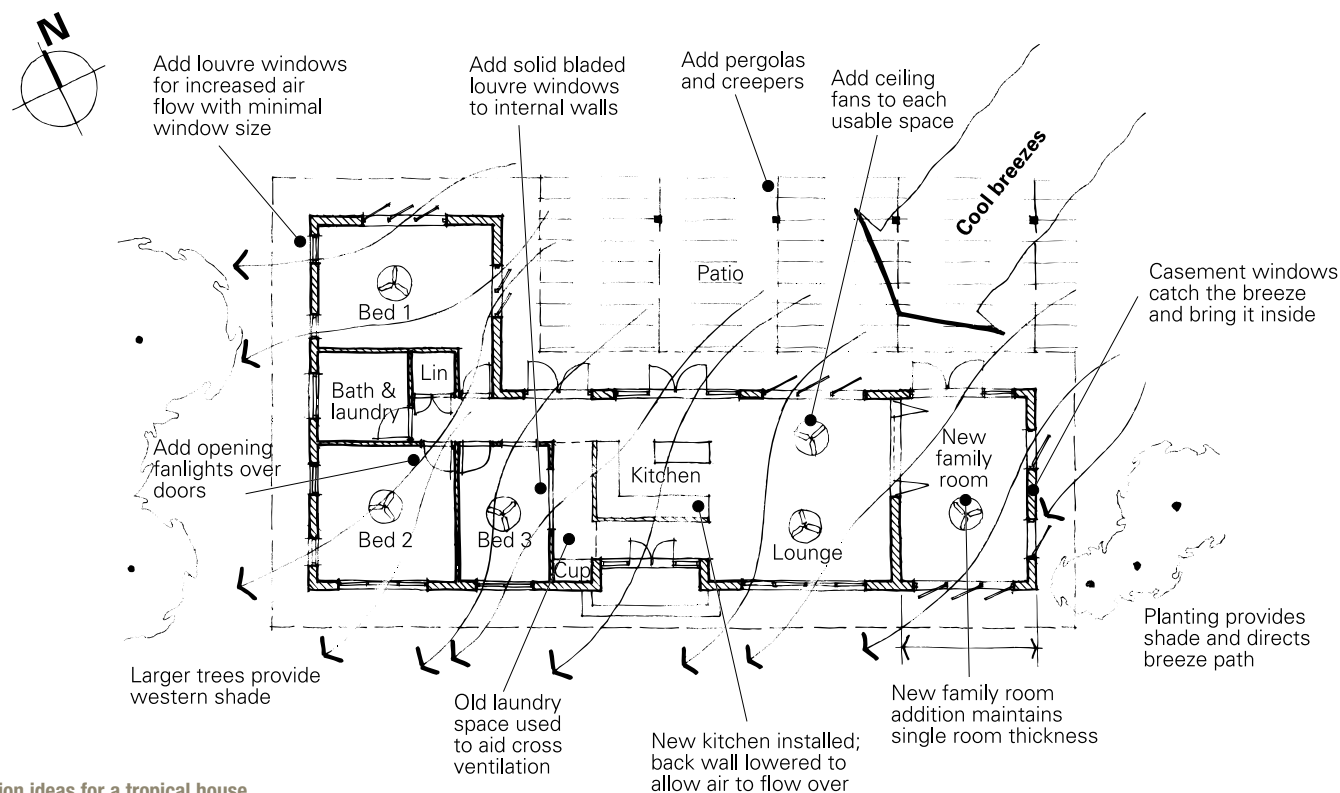 N
Add louvre windows
for increased air
flow with minimal
window size
Add solid bladed
louvre windows
to internal walls
Add pergolas
and creepers
Add ceiling
fans to each
usable space
Cool breezes
Casement windows
catch the breeze
and bring it inside
Patio
Bed 1
Lin
Bath &
laundry
Add opening
fanlights over
doors
Kitchen
New
family
room
Bed 2
Bed 3
Lounge
Cup
Larger trees provide
western shade
Old laundry
space used
to aid cross
ventilation
New kitchen installed;
back wall lowered to
allow air to flow over
New family room
addition maintains
single room thickness
Planting provides
shade and directs
breeze path
ideas for a tropical house